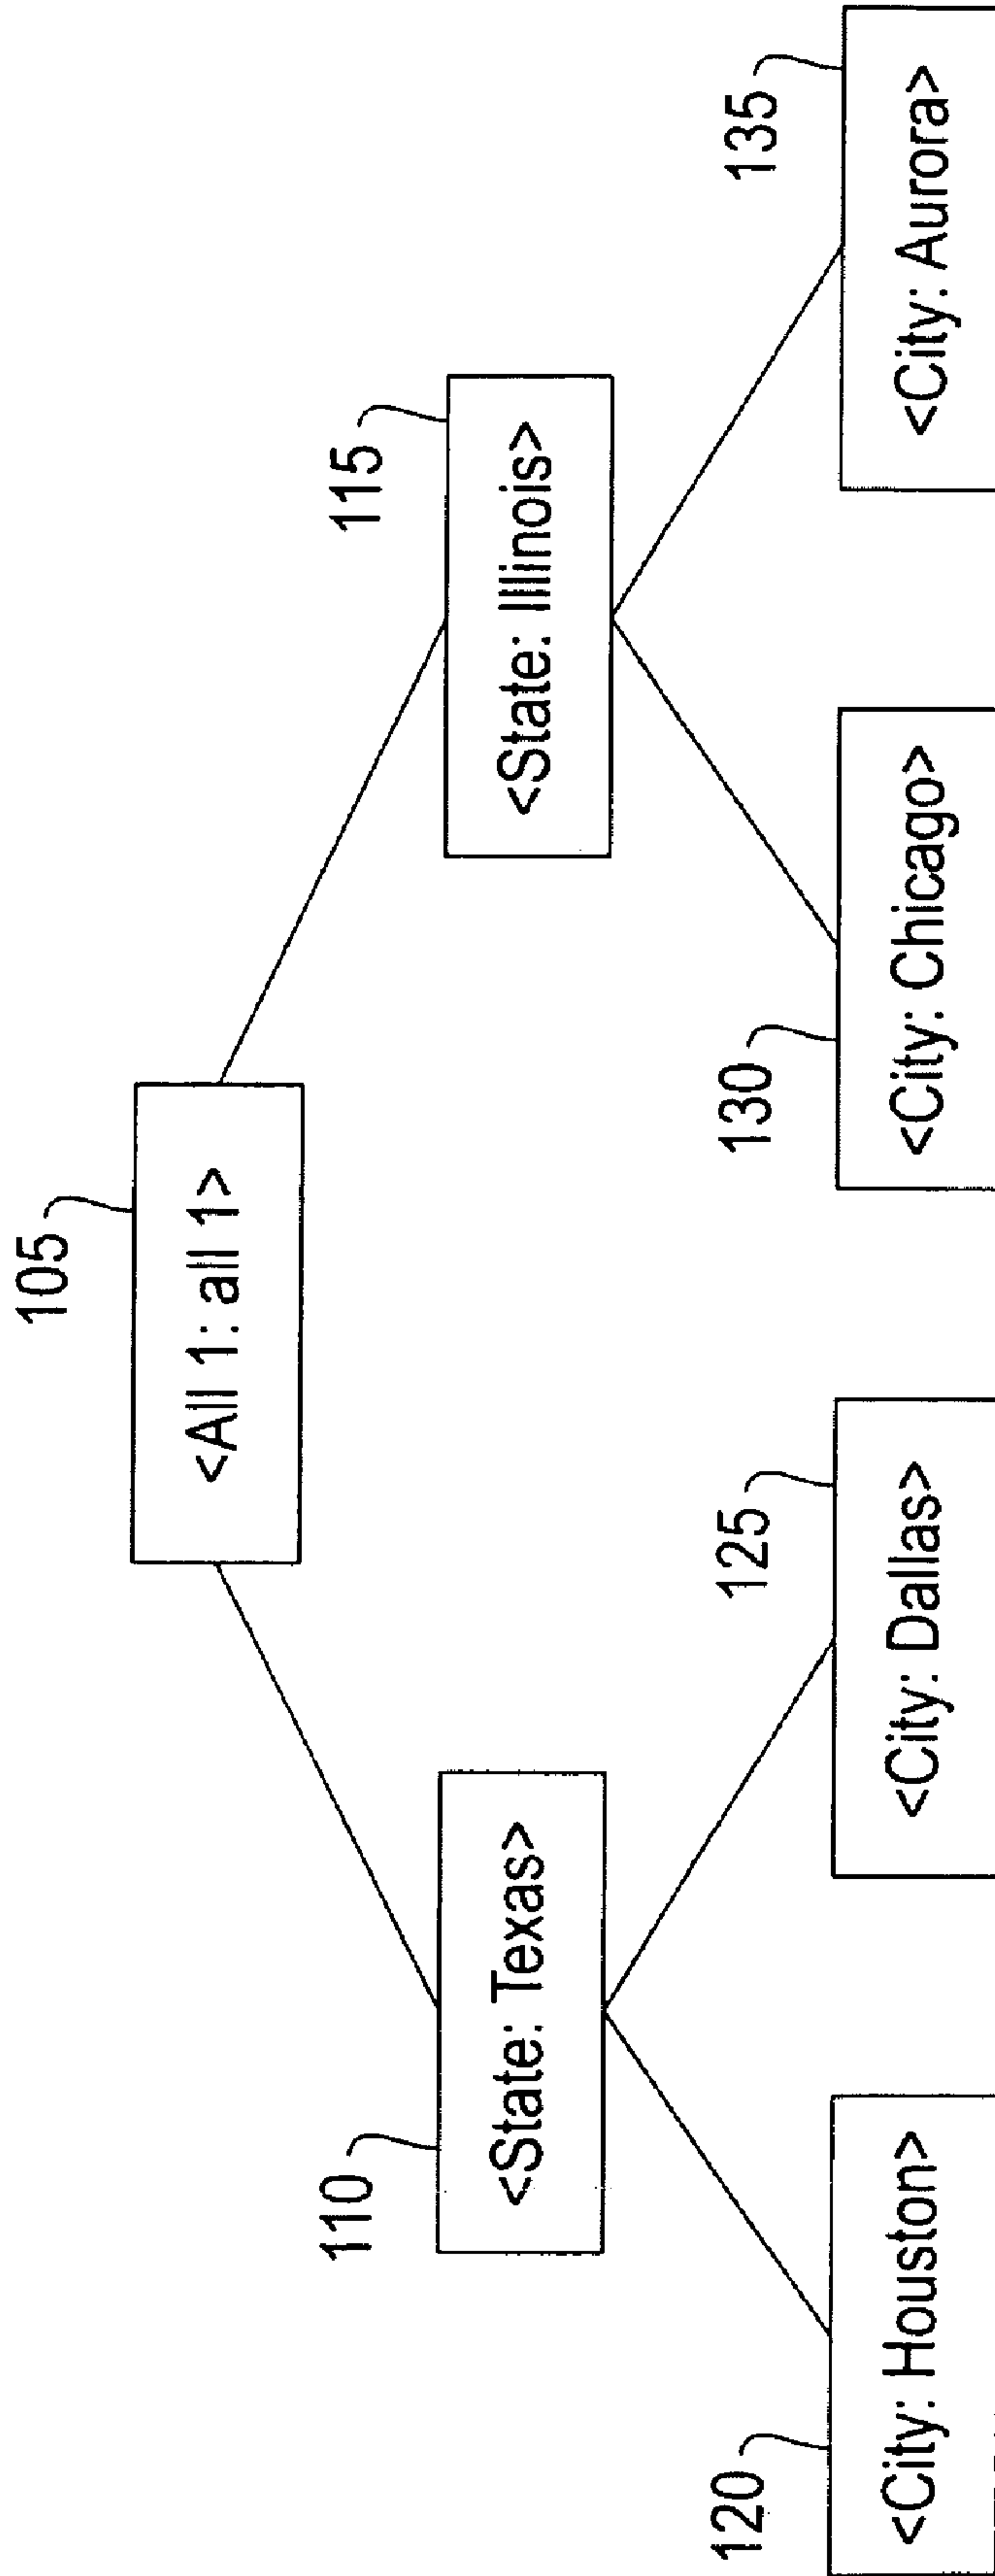 105
<All 1: all 1>
110
<State: Texas>
115
<State: Illinois>
120
<City: Houston>
125
<City: Dallas>
130
<City: Chicago>
135
<City: Aurora>